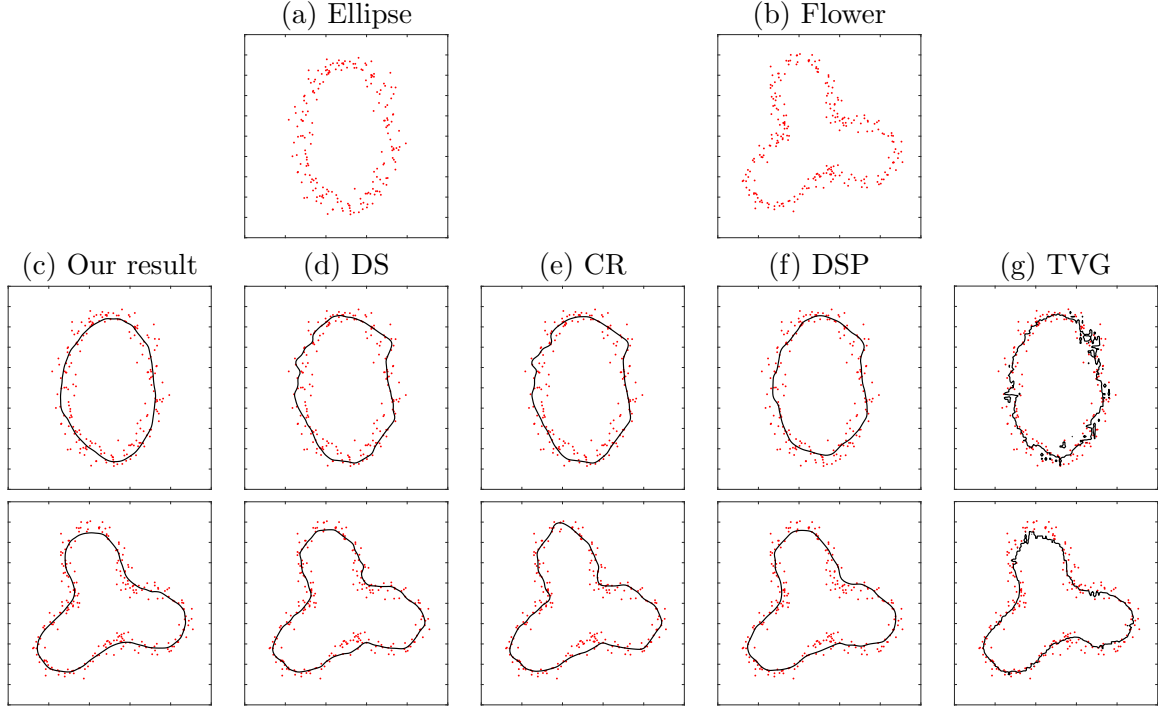 (a) Ellipse
(b) Flower
(c) Our result
(d) DS
(e) CR
(f) DSP
(g) TVG